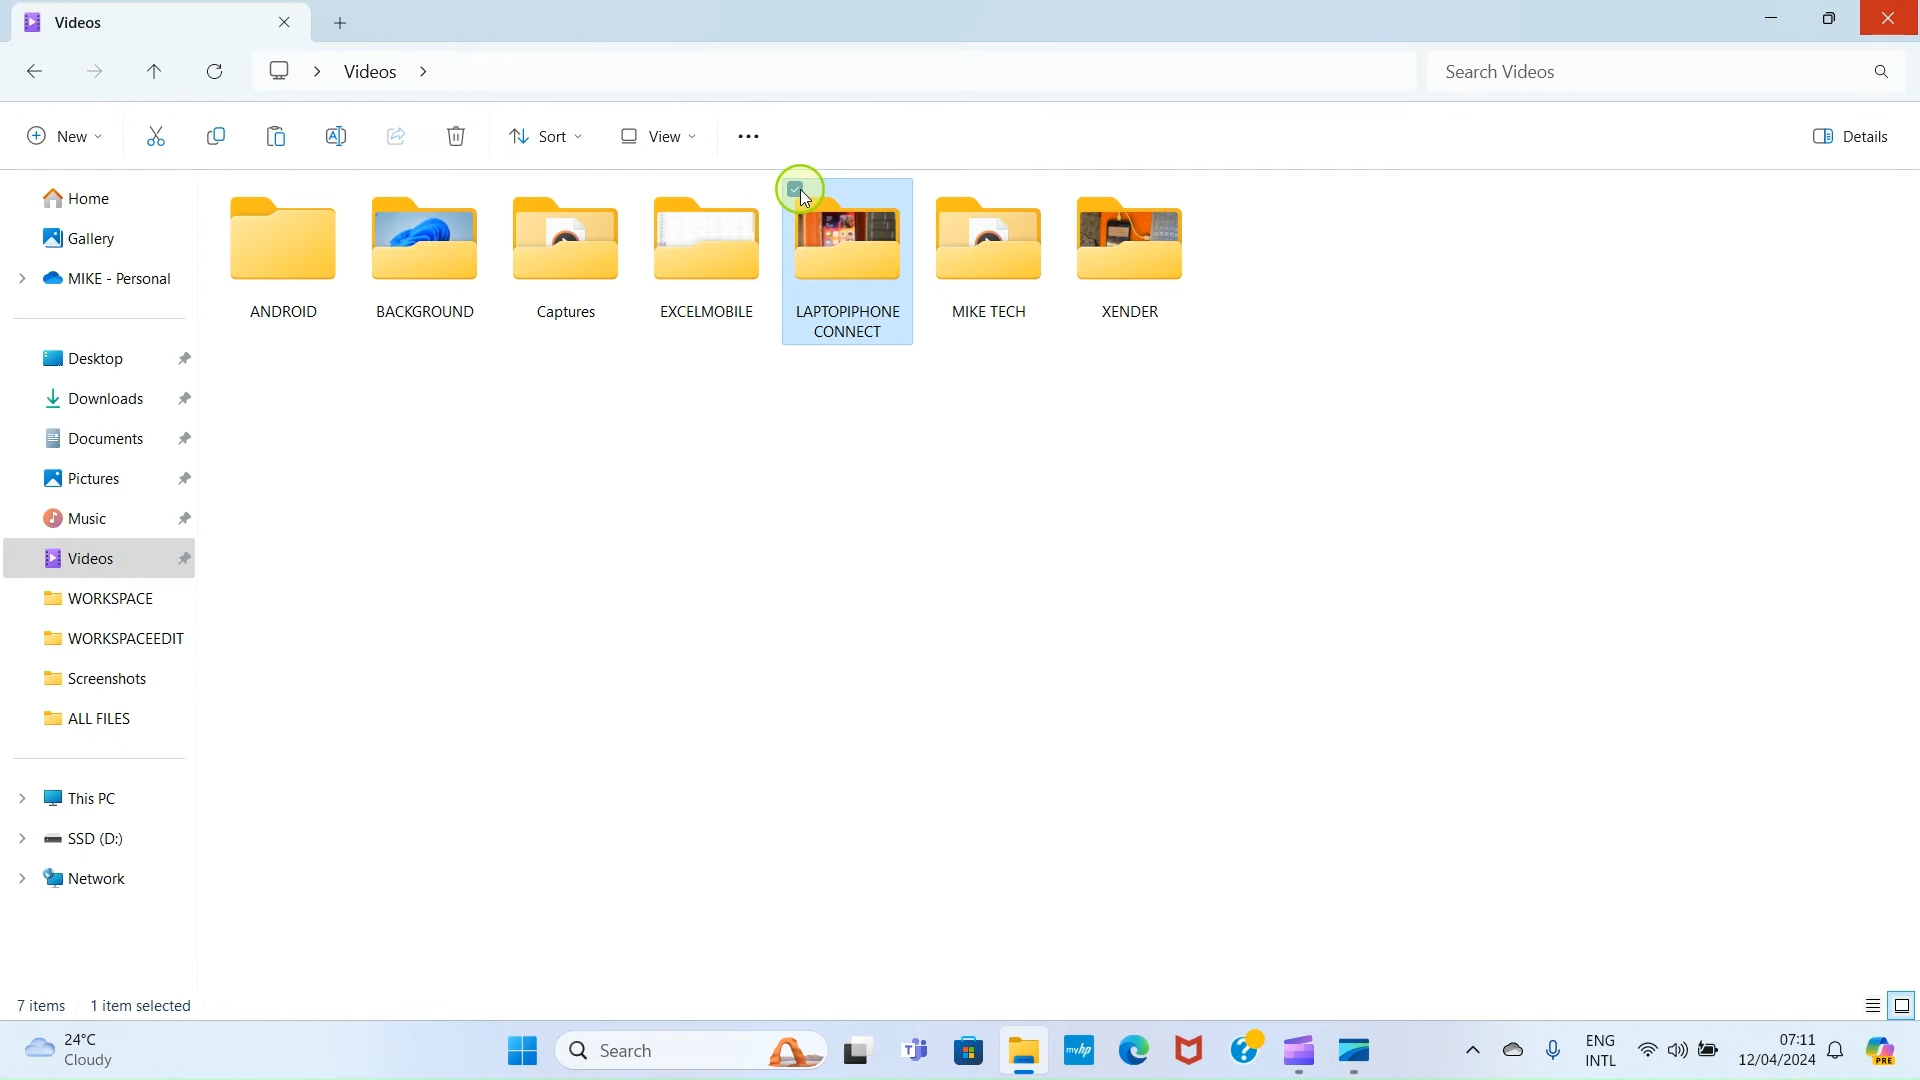 Videos
Videos
Search Videos
New
Sort
View
Details
Home
Gallery
MIKE - Personal
Desktop
Downloads
Documents
Pictures
Music
Videos
WORKSPACE
WORKSPACEEDIT
Screenshots
ALL FILES
This PC
SSD (D:)
Network
ANDROID
BACKGROUND
Captures
EXCELMOBILE
LAPTOPIPHONE
CONNECT
MIKE TECH
XENDER
7 items
1 item selected
24°C
Cloudy
Search
myhp
ENG
INTL
07:11
12/04/2024
PRE